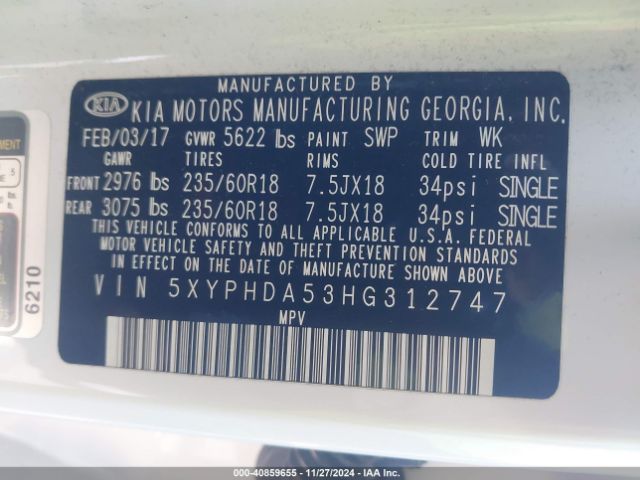 MANUFACTURED BY
KIA KIA MOTORS MANUFACTURING GEORGIA, INC.
FEB/03/17 GVWR 5622 lbs PAINT SWP TRIM WK
GAWR TIRES RIMS COLD TIRE INFL
FRONT 2976 lbs 235/60R18 7.5JX18 34psi SINGLE
REAR 3075 lbs 235/60R18 7.5JX18 34psi SINGLE
THIS VEHICLE CONFORMS TO ALL APPLICABLE U.S.A. FEDERAL
MOTOR VEHICLE SAFETY AND THEFT PREVENTION STANDARDS
IN EFFECT ON THE DATE OF MANUFACTURE SHOWN ABOVE.
VIN 5XYPHDA53HG312747
MPV
6210
© - 40859655 - 11/27/2024 - IAAI.COM